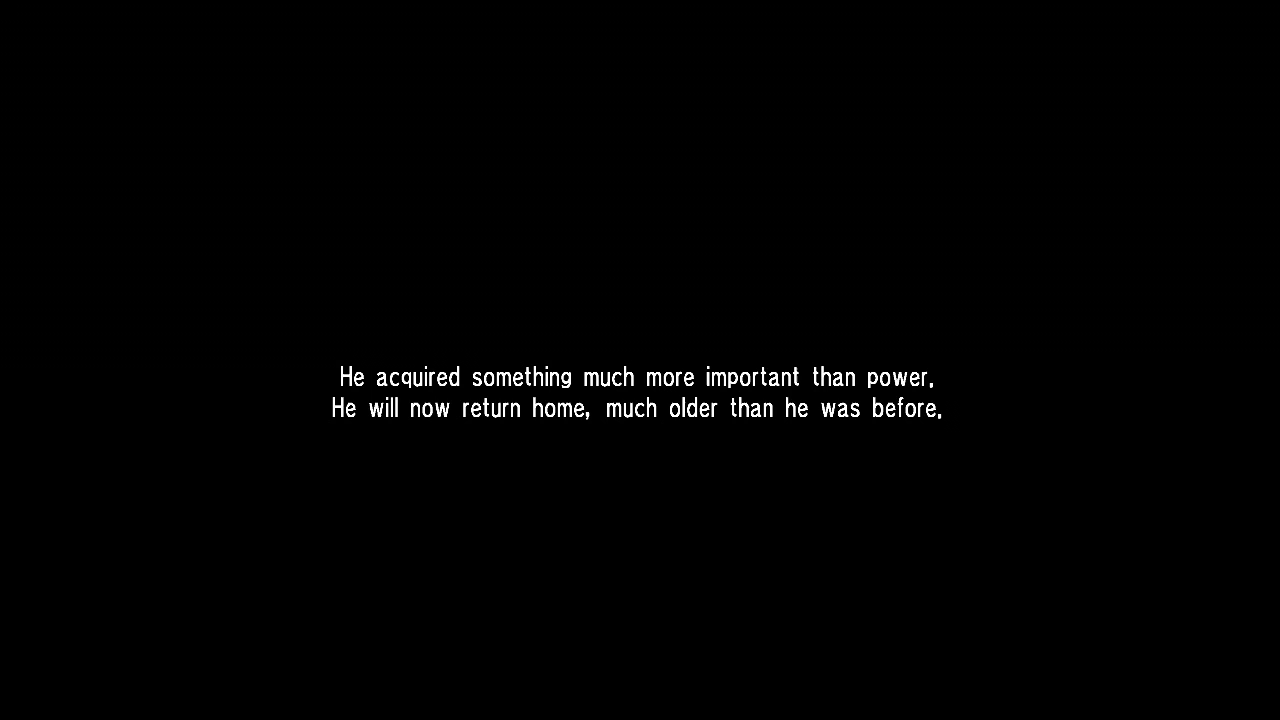 He acquired something much more important than power.
He will now return home, much older than he was before.